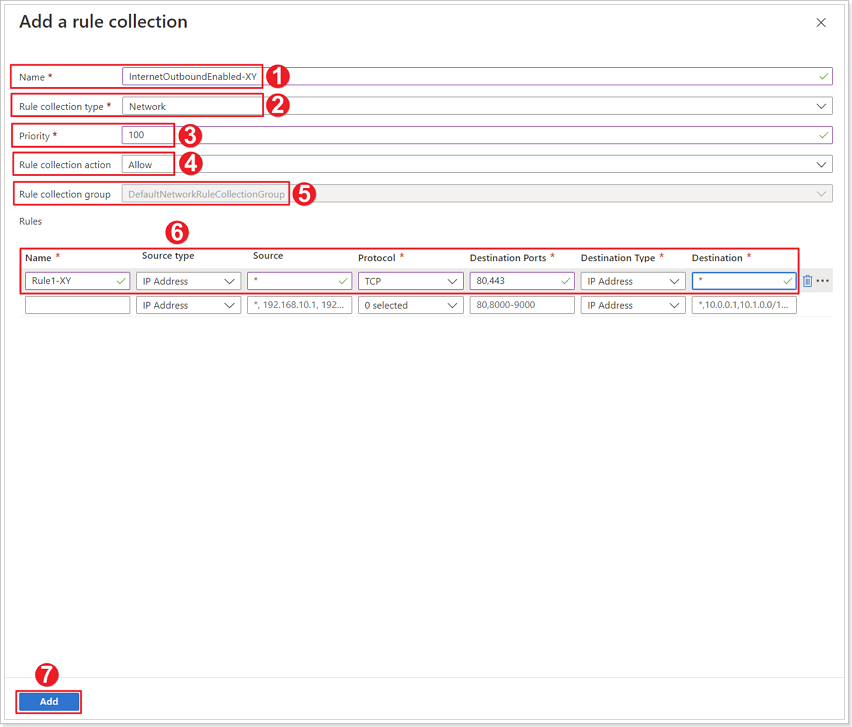 Add a rule collection
Name * InternetOutboundEnabled-XY 1
Rule collection type * Network 2
Priority * 100 3
Rule collection action Allow 4
Rule collection group DefaultNetworkRuleCollectionGroup 5
Rules
6
Name * Source type Source Protocol * Destination Ports * Destination Type * Destination *
Rule1-XY IP Address * TCP 80,443 IP Address *
IP Address *, 192.168.10.1, 192... 0 selected 80,8000-9000 IP Address *,10.0.0.1,10.1.0.0/1...
7
Add